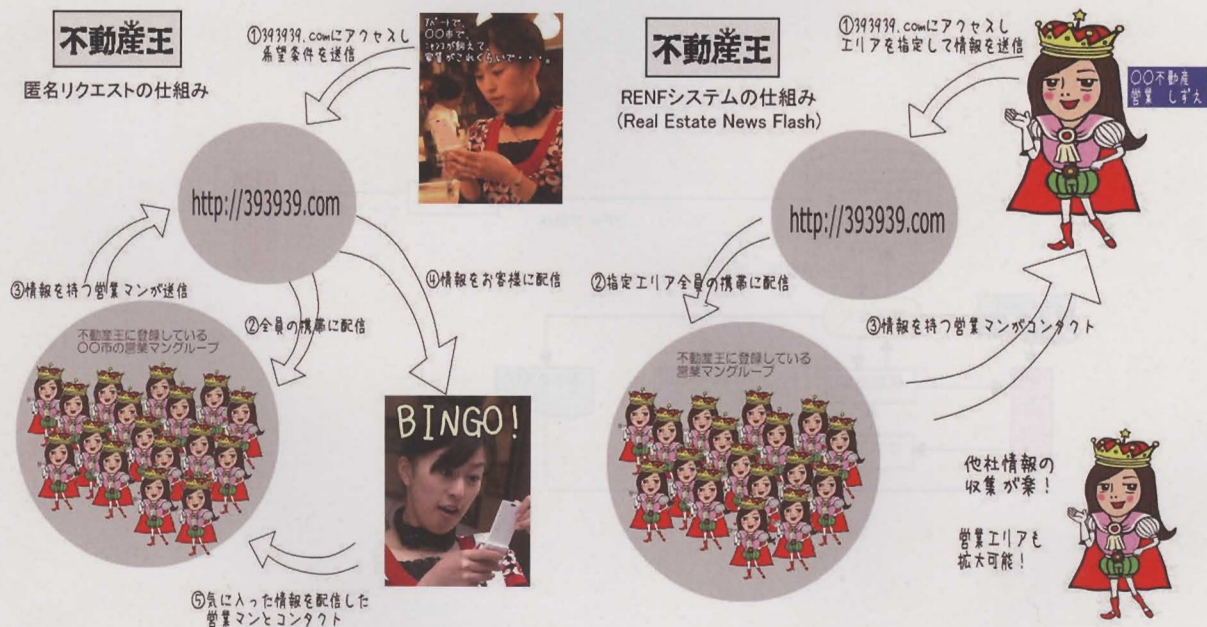 不動産王
匿名リクエストの仕組み
①393939.comにアクセスし
希望条件を送信
アパートで、
〇〇市で、
家賃がこれくらいで・・・。
http://393939.com
③情報を持つ営業マンが送信
②全員の携帯に配信
④情報をお客様に配信
不動産王に登録している
〇〇市の営業マングループ
BINGO!
⑤気に入った情報を配信した
営業マンとコンタクト
不動産王
RENFシステムの仕組み
(Real Estate News Flash)
①393939.comにアクセスし
エリアを指定して情報を送信
〇〇不動産
営業 しずえ
http://393939.com
②指定エリア全員の携帯に配信
③情報を持つ営業マンがコンタクト
不動産王に登録している
営業マングループ
他社情報の
収集が楽!
営業エリアも
拡大可能!